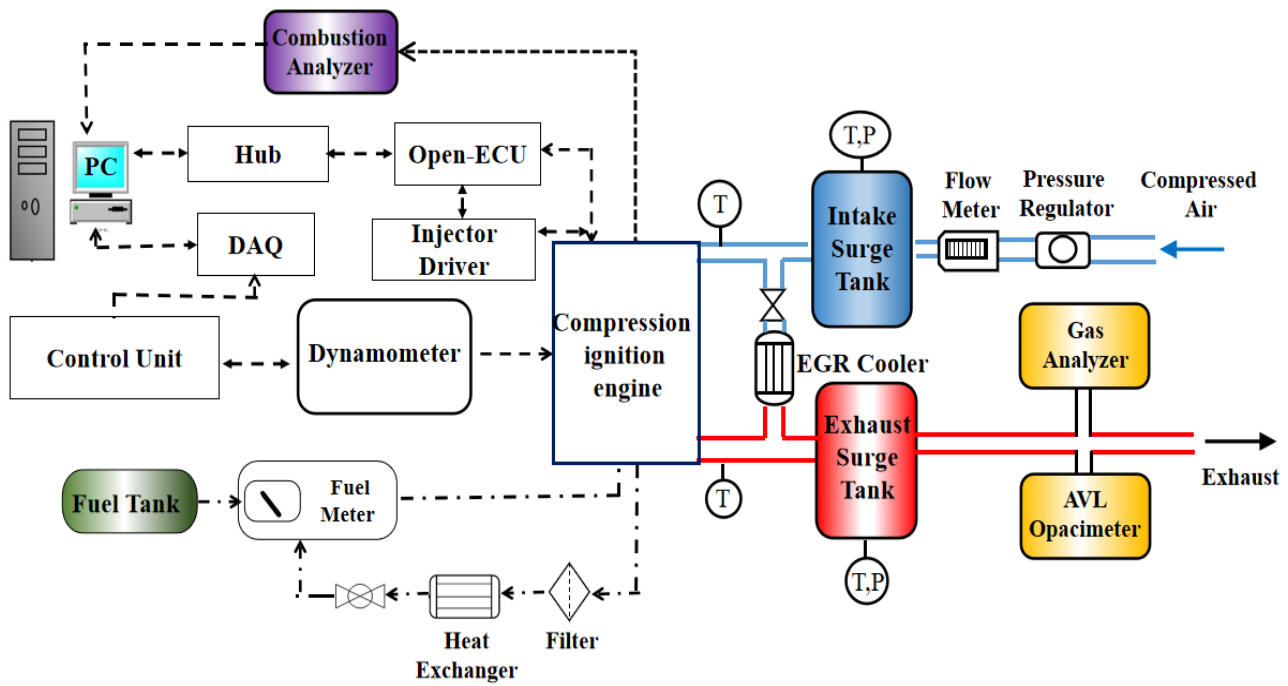 Combustion
Analyzer
PC
Hub
Open-ECU
DAQ
Injector
Driver
Control Unit
Dynamometer
Compression
ignition
engine
T
T,P
Intake
Surge
Tank
Flow
Meter
Pressure
Regulator
Compressed
Air
EGR Cooler
Gas
Analyzer
Exhaust
Surge
Tank
T
T,P
AVL
Opacimeter
Exhaust
Fuel Tank
Fuel
Meter
Heat
Exchanger
Filter